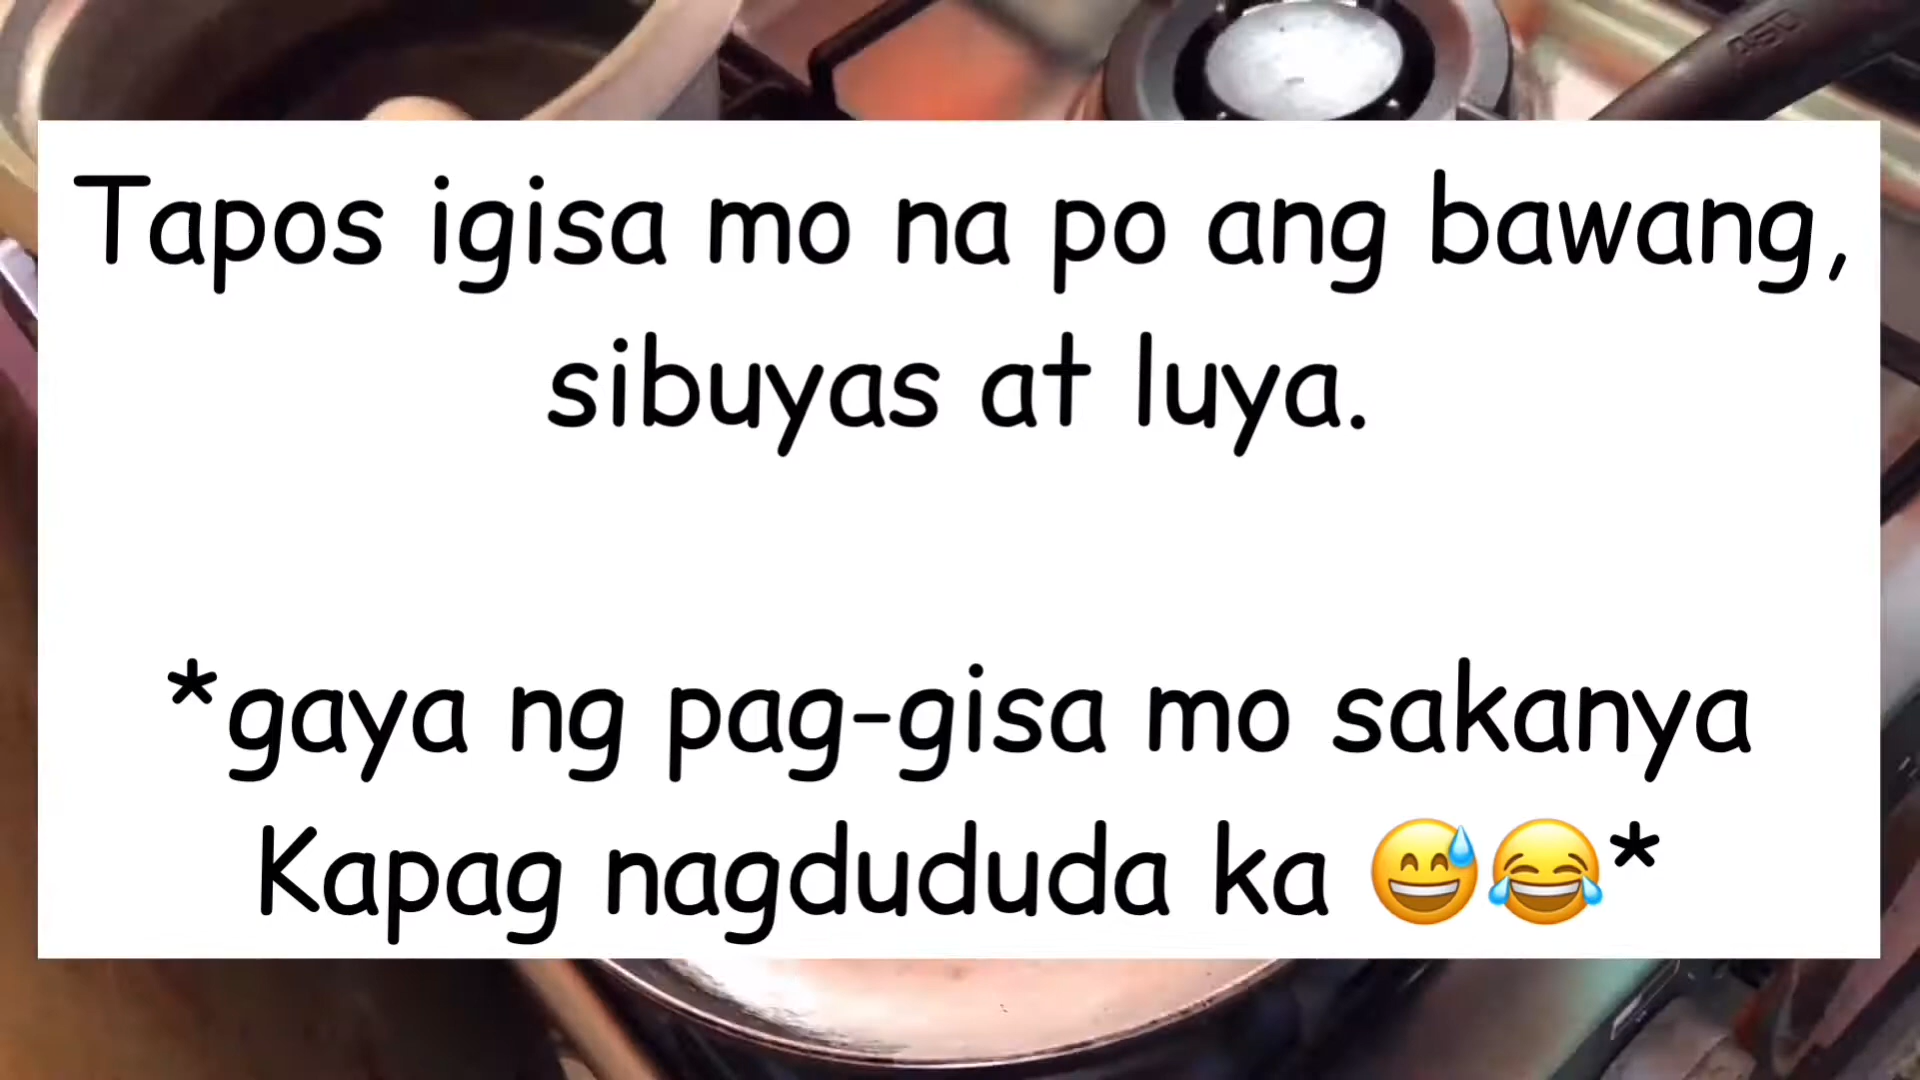 Tapos igisa mo na po ang bawang,
sibuyas at luya.
*gaya ng pag-gisa mo sakanya
Kapag nagdududa ka 😅😂*